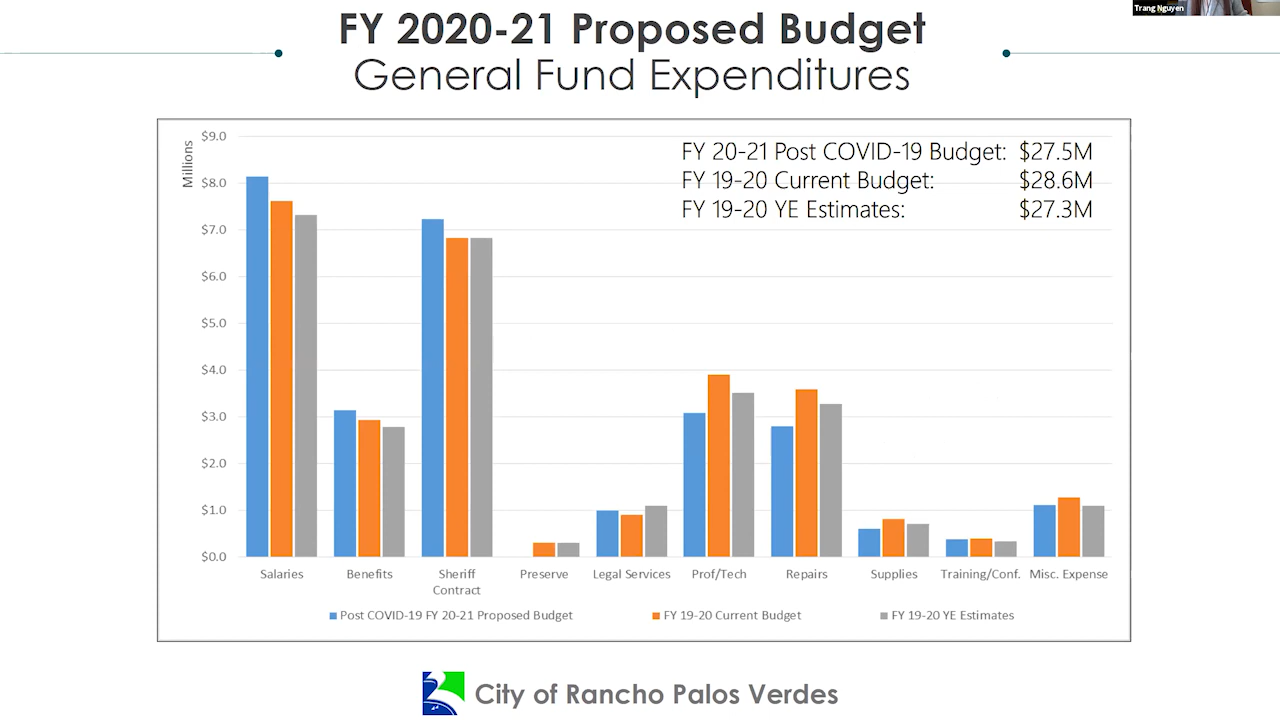 Trang Nguyen
FY 2020-21 Proposed Budget
General Fund Expenditures
Millions
$9.0
$8.0
$7.0
$6.0
$5.0
$4.0
$3.0
$2.0
$1.0
$0.0
FY 20-21 Post COVID-19 Budget: $27.5M
FY 19-20 Current Budget: $28.6M
FY 19-20 YE Estimates: $27.3M
Salaries
Benefits
Sheriff
Contract
Preserve
Legal Services
Prof/Tech
Repairs
Supplies
Training/Conf.
Misc. Expense
Post COVID-19 FY 20-21 Proposed Budget
FY 19-20 Current Budget
FY 19-20 YE Estimates
City of Rancho Palos Verdes